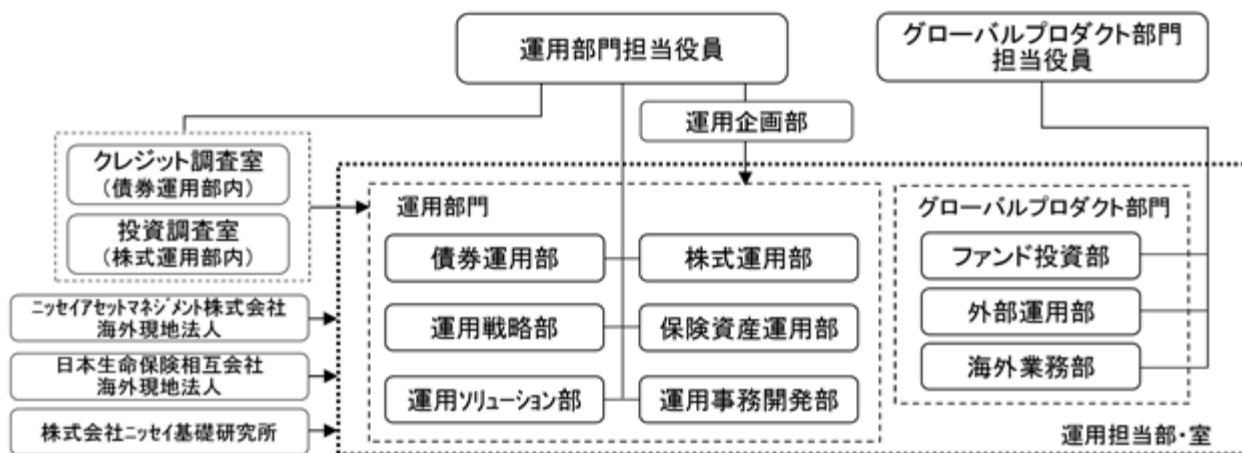 運用部門担当役員
グローバルプロダクト部門
担当役員
運用企画部
クレジット調査室
（債券運用部内）
投資調査室
（株式運用部内）
運用部門
グローバルプロダクト部門
債券運用部
株式運用部
ファンド投資部
ニッセイアセットマネジメント株式会社
海外現地法人
運用戦略部
保険資産運用部
外部運用部
日本生命保険相互会社
海外現地法人
海外業務部
運用ソリューション部
運用事務開発部
株式会社ニッセイ基礎研究所
運用担当部・室